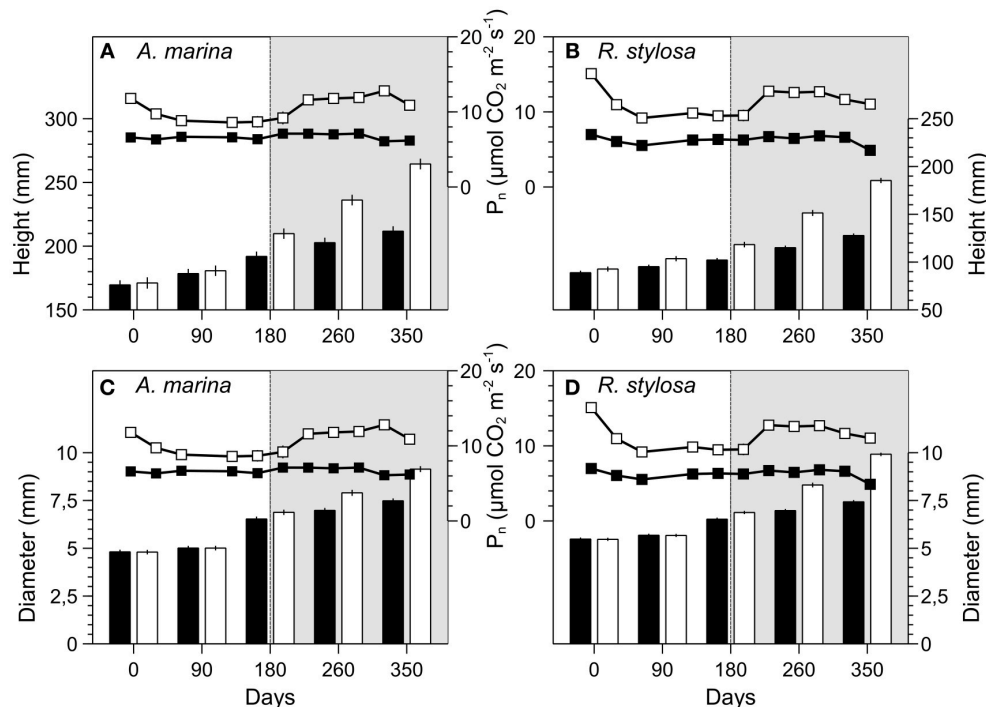 A A. marina
B R. stylosa
20
10
0
Pn (µmol CO2 m-2 s-1)
20
10
0
300
250
200
150
Height (mm)
250
200
150
100
50
Height (mm)
0 90 180 260 350
0 90 180 260 350
C A. marina
D R. stylosa
20
10
0
Pn (µmol CO2 m-2 s-1)
20
10
0
10
7,5
5
2,5
0
Diameter (mm)
10
7,5
5
2,5
0
Diameter (mm)
0 90 180 260 350
0 90 180 260 350
Days
Days